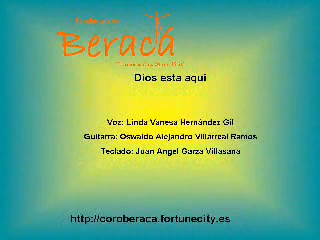 Beracá
Dios esta aqui
Voz: Linda Vanesa Hernández Gil
Guitarra: Oswaldo Alejandro Villarreal Ramos
Teclado: Juan Angel Garza Villasana
http://coroberaca.fortunecity.es